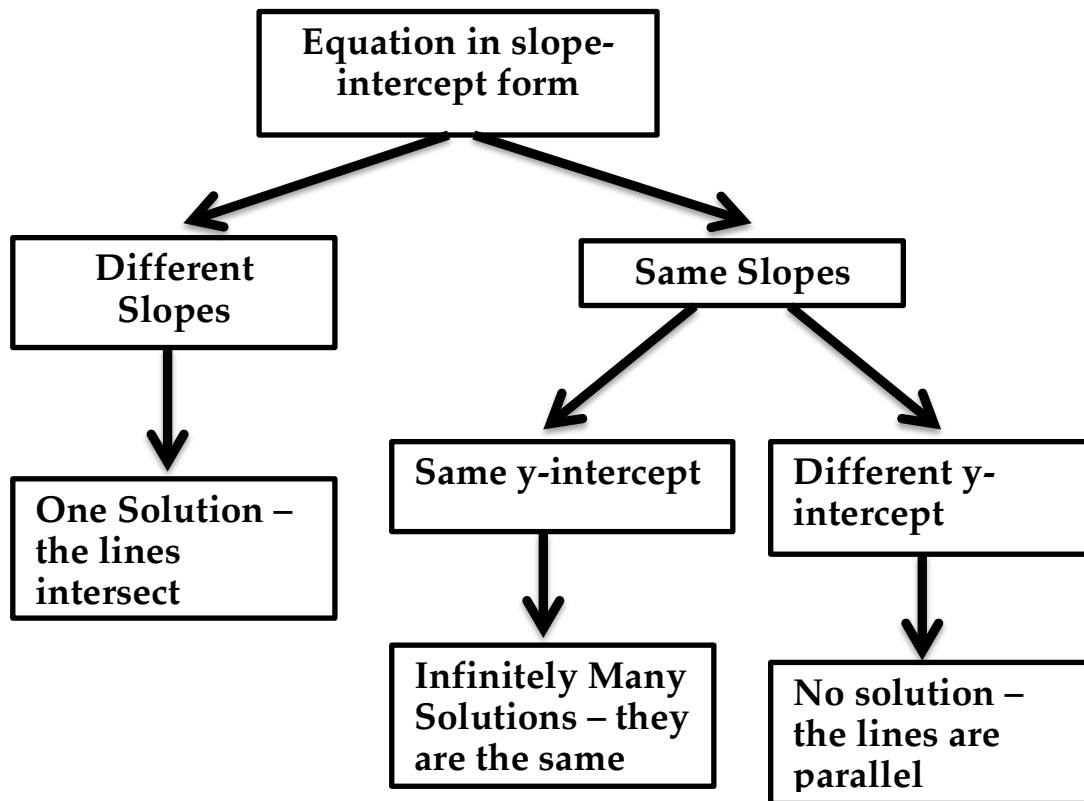 Equation in slope-
intercept form
Different
Slopes
Same Slopes
One Solution –
the lines
intersect
Same y-intercept
Different y-
intercept
Infinitely Many
Solutions – they
are the same
No solution –
the lines are
parallel